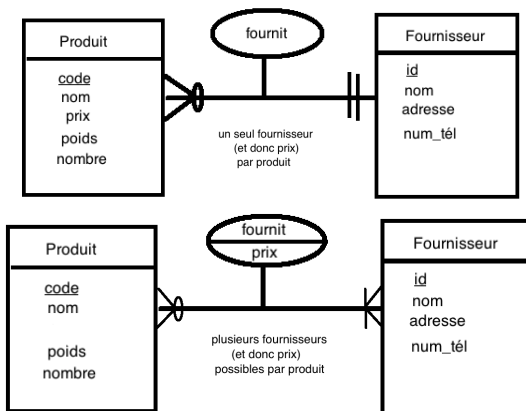 Produit
code
nom
prix
poids
nombre
fournit
un seul fournisseur
(et donc prix)
par produit
Fournisseur
id
nom
adresse
num_tél
Produit
code
nom
poids
nombre
fournit
prix
plusieurs fournisseurs
(et donc prix)
possibles par produit
Fournisseur
id
nom
adresse
num_tél